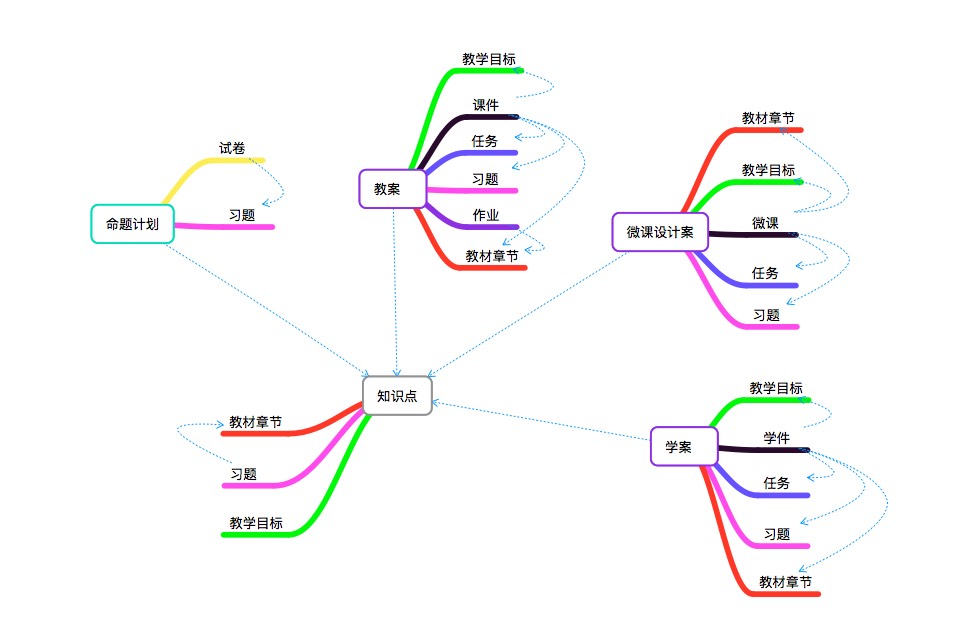 试卷
命题计划
习题
教学目标
课件
任务
教案
习题
作业
教材章节
教材章节
教学目标
微课设计案
微课
任务
习题
知识点
教材章节
习题
教学目标
教学目标
学案
学件
任务
习题
教材章节